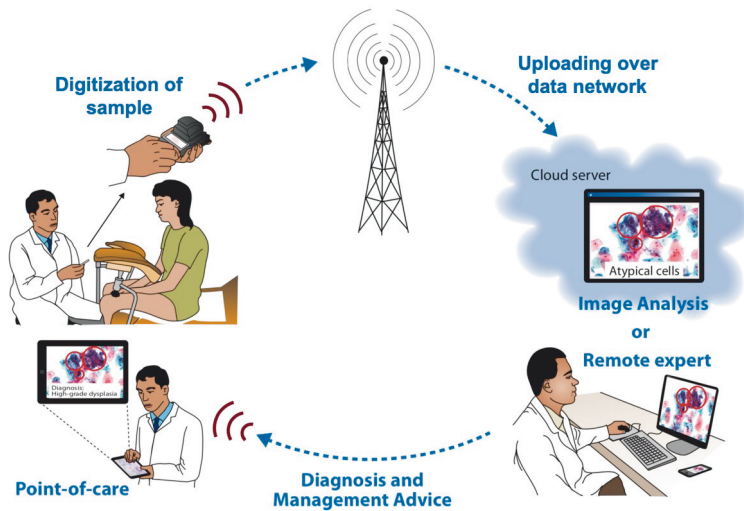 Digitization of
sample
Uploading over
data network
Cloud server
Atypical cells
Image Analysis
or
Remote expert
Diagnosis:
High-grade dysplasia
Point-of-care
Diagnosis and
Management Advice